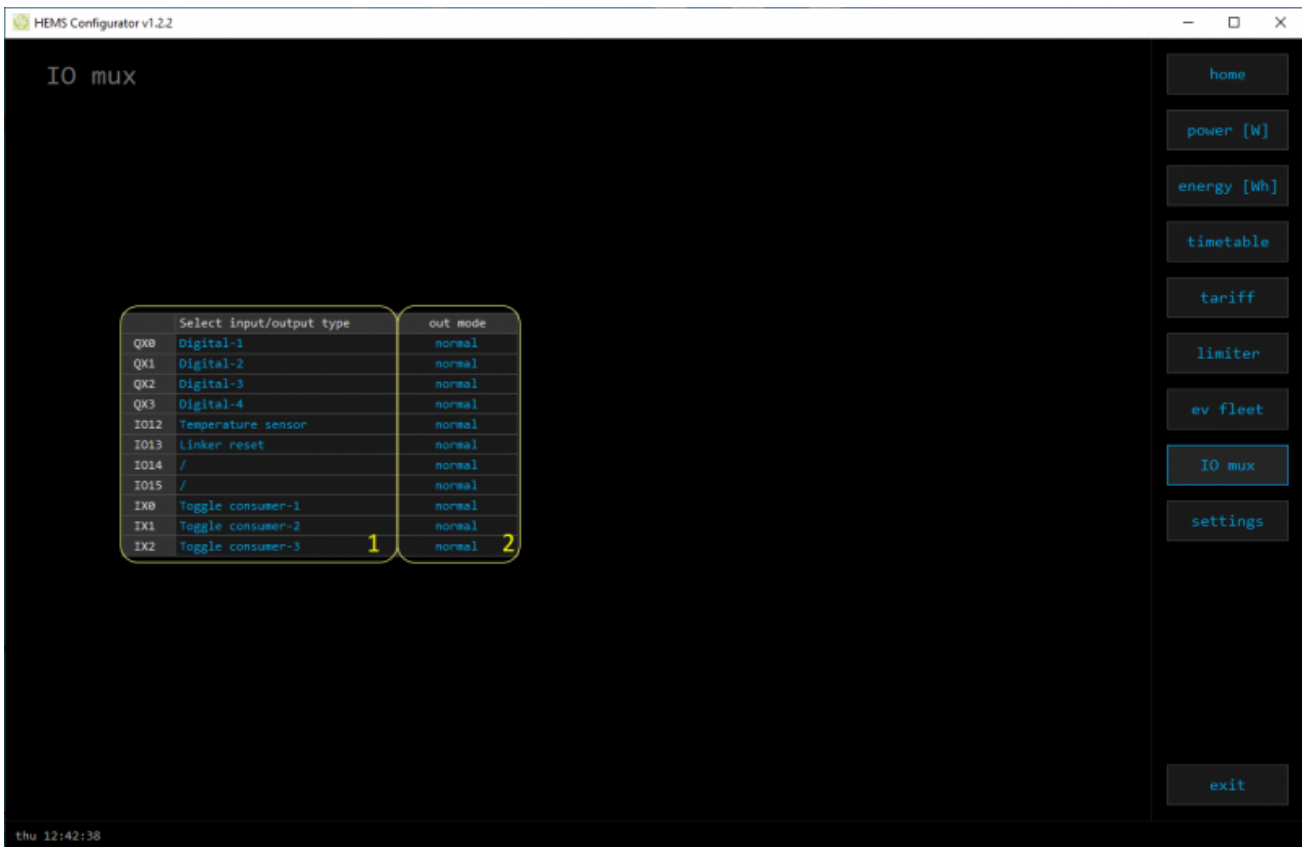 HEMS Configurator v1.2.2
IO mux
Select input/output type out mode
QX0 Digital-1 normal
QX1 Digital-2 normal
QX2 Digital-3 normal
QX3 Digital-4 normal
IO12 Temperature sensor normal
IO13 Linker reset normal
IO14 / normal
IO15 / normal
IX0 Toggle consumer-1 normal
IX1 Toggle consumer-2 normal
IX2 Toggle consumer-3 1 normal 2
home
power [W]
energy [Wh]
timetable
tariff
limiter
ev fleet
IO mux
settings
exit
thu 12:42:38